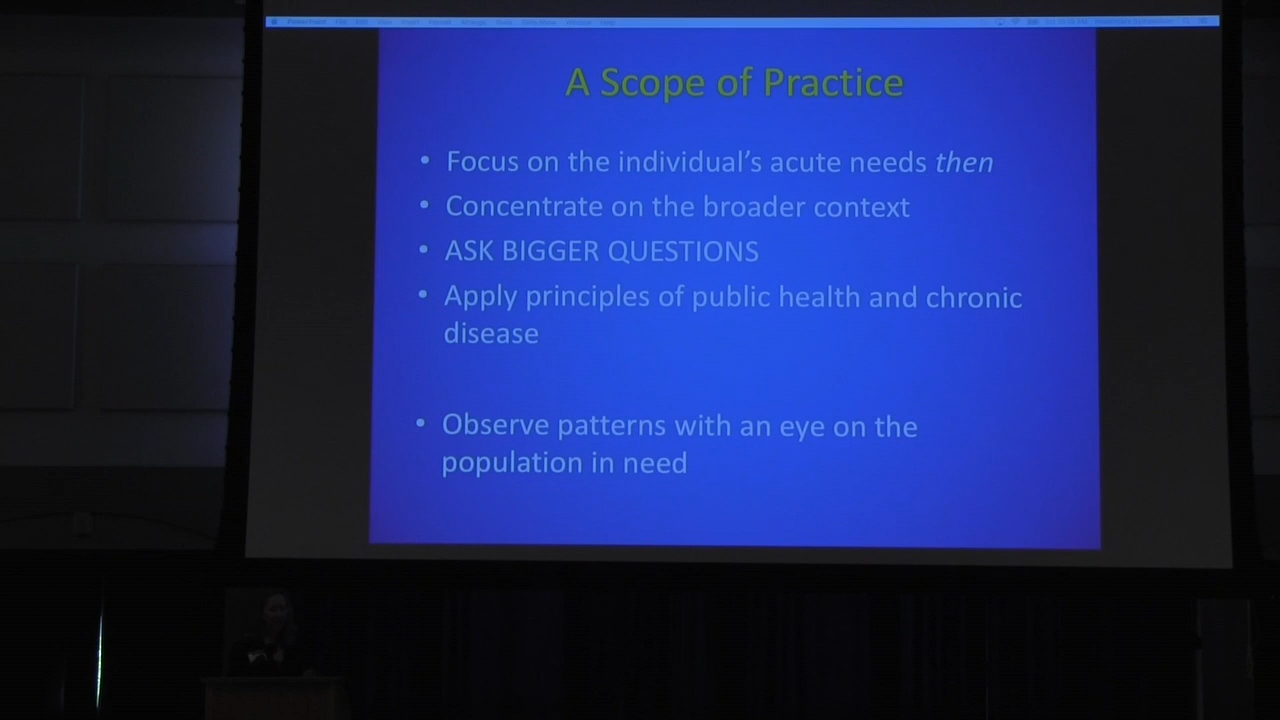 A Scope of Practice
• Focus on the individual’s acute needs then
• Concentrate on the broader context
• ASK BIGGER QUESTIONS
• Apply principles of public health and chronic
disease
• Observe patterns with an eye on the
population in need